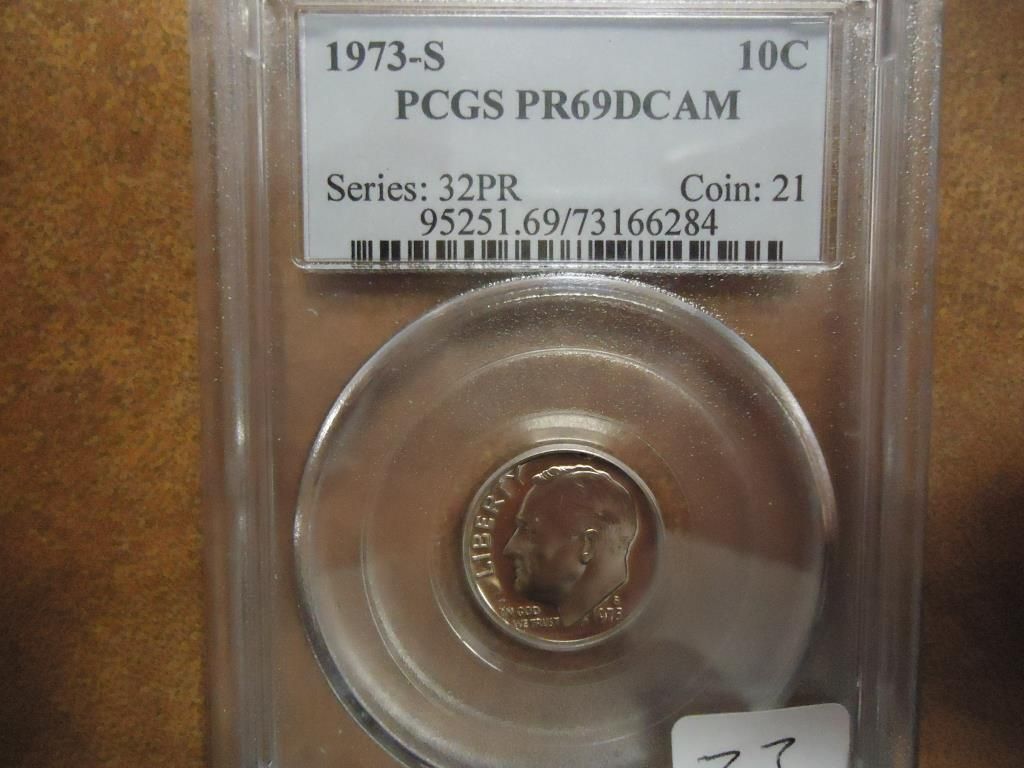 1973-S 10C
PCGS PR69DCAM
Series: 32PR Coin: 21
95251.69/73166284
LIBERTY
IN GOD
WE TRUST
S
1973